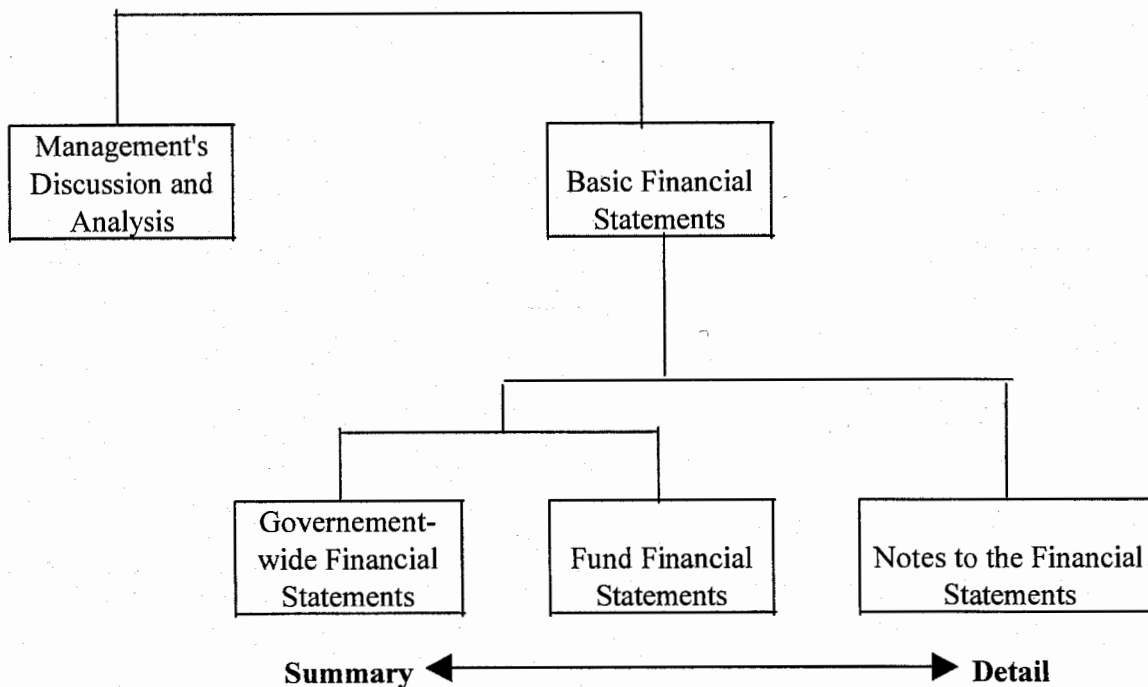 Management's
Discussion and
Analysis
Basic Financial
Statements
Governement-
wide Financial
Statements
Fund Financial
Statements
Notes to the Financial
Statements
Summary
Detail